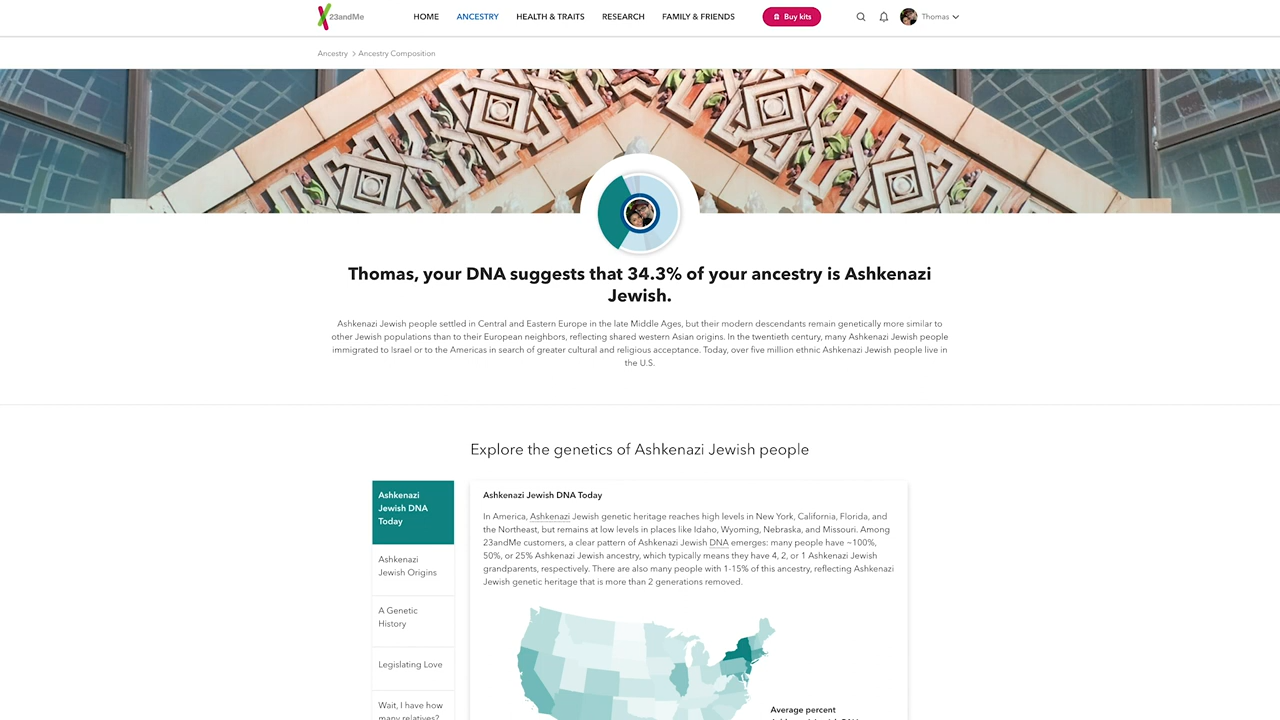 23andMe
HOME
ANCESTRY
HEALTH & TRAITS
RESEARCH
FAMILY & FRIENDS
Buy kits
Thomas
Ancestry
Ancestry Composition
Thomas, your DNA suggests that 34.3% of your ancestry is Ashkenazi
Jewish.
Ashkenazi Jewish people settled in Central and Eastern Europe in the late Middle Ages, but their modern descendants remain genetically more similar to
other Jewish populations than to their European neighbors, reflecting shared western Asian origins. In the twentieth century, many Ashkenazi Jewish people
immigrated to Israel or to the Americas in search of greater cultural and religious acceptance. Today, over five million ethnic Ashkenazi Jewish people live in
the U.S.
Explore the genetics of Ashkenazi Jewish people
Ashkenazi
Jewish DNA
Today
Ashkenazi
Jewish Origins
A Genetic
History
Legislating Love
Wait, I have how
many relatives?
Ashkenazi Jewish DNA Today
In America, Ashkenazi Jewish genetic heritage reaches high levels in New York, California, Florida, and
the Northeast, but remains at low levels in places like Idaho, Wyoming, Nebraska, and Missouri. Among
23andMe customers, a clear pattern of Ashkenazi Jewish DNA emerges: many people have ~100%,
50%, or 25% Ashkenazi Jewish ancestry, which typically means they have 4, 2, or 1 Ashkenazi Jewish
grandparents, respectively. There are also many people with 1-15% of this ancestry, reflecting Ashkenazi
Jewish genetic heritage that is more than 2 generations removed.
Average percent